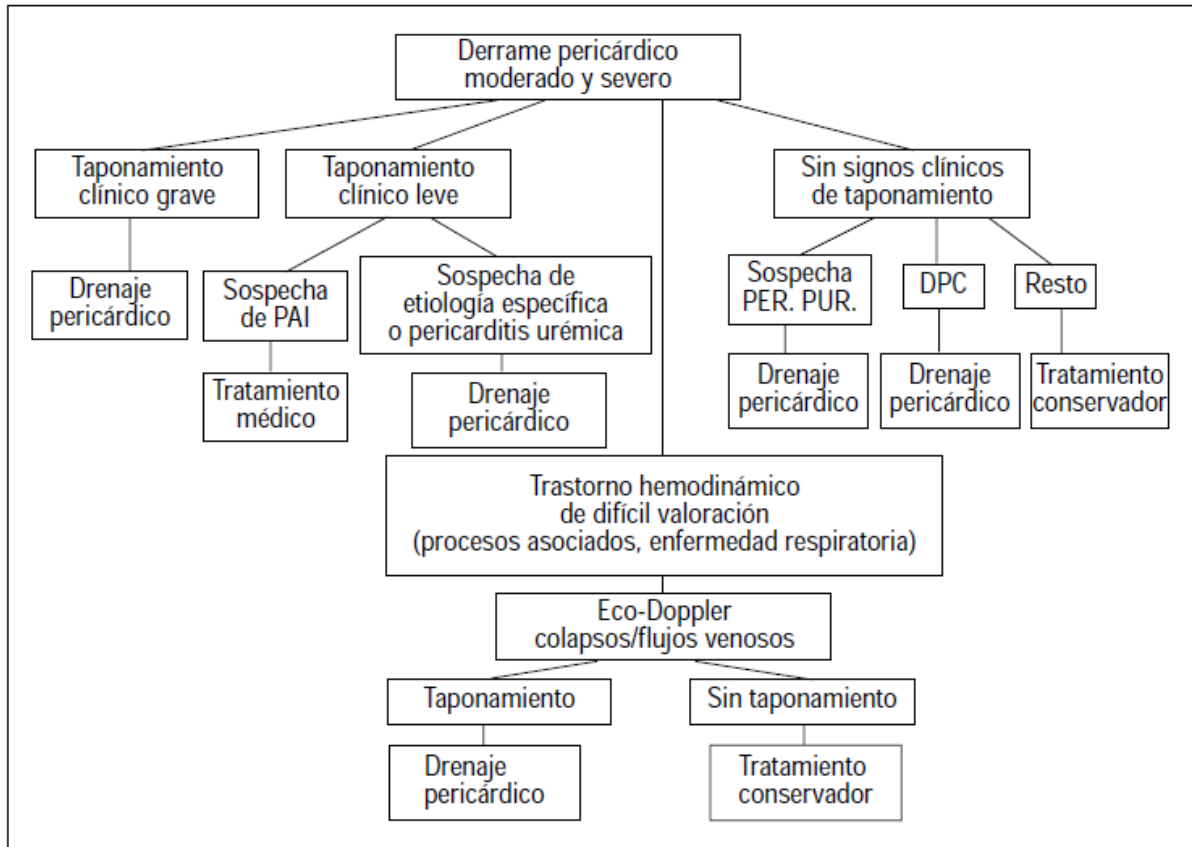 Derrame pericárdico
moderado y severo
Taponamiento
clínico grave
Taponamiento
clínico leve
Sin signos clínicos
de taponamiento
Drenaje
pericárdico
Sospecha
de PAI
Sospecha de
etiología específica
o pericarditis urémica
Sospecha
PER. PUR.
DPC
Resto
Tratamiento
médico
Drenaje
pericárdico
Drenaje
pericárdico
Drenaje
pericárdico
Tratamiento
conservador
Trastorno hemodinámico
de difícil valoración
(procesos asociados, enfermedad respiratoria)
Eco-Doppler
colapsos/flujos venosos
Taponamiento
Sin taponamiento
Drenaje
pericárdico
Tratamiento
conservador